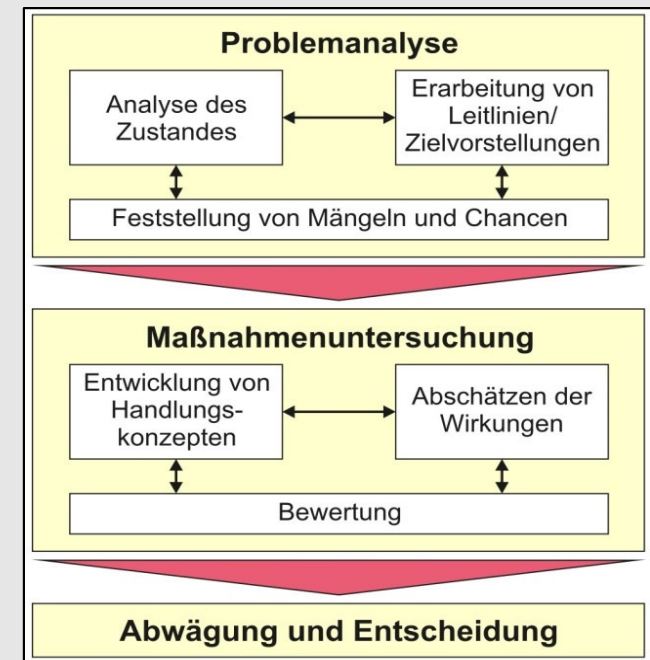 Problemanalyse
Analyse des
Zustandes
Erarbeitung von
Leitlinien/
Zielvorstellungen
Feststellung von Mängeln und Chancen
Maßnahmenuntersuchung
Entwicklung von
Handlungs-
konzepten
Abschätzen der
Wirkungen
Bewertung
Abwägung und Entscheidung